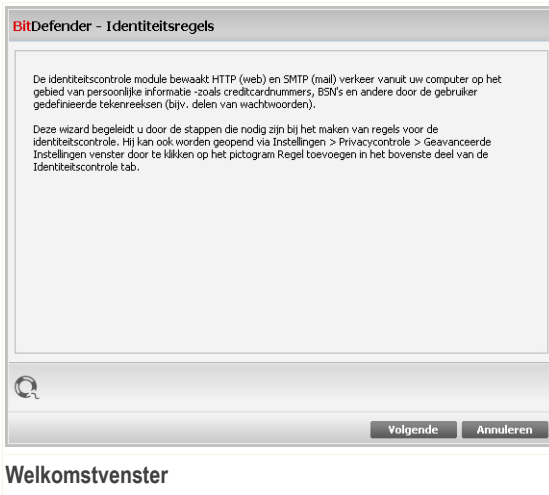 BitDefender - Identiteitsregels
De identiteitscontrole module bewaakt HTTP (web) en SMTP (mail) verkeer vanuit uw computer op het
gebied van persoonlijke informatie -zoals creditcardnummers, BSN's en andere door de gebruiker
gedefinieerde tekenreeksen (bijv. delen van wachtwoorden).
Deze wizard begeleidt u door de stappen die nodig zijn bij het maken van regels voor de
identiteitscontrole. Hij kan ook worden geopend via Instellingen > Privacycontrole > Geavanceerde
Instellingen venster door te klikken op het pictogram Regel toevoegen in het bovenste deel van de
Identiteitscontrole tab.
Volgende Annuleren
Welkomstvenster